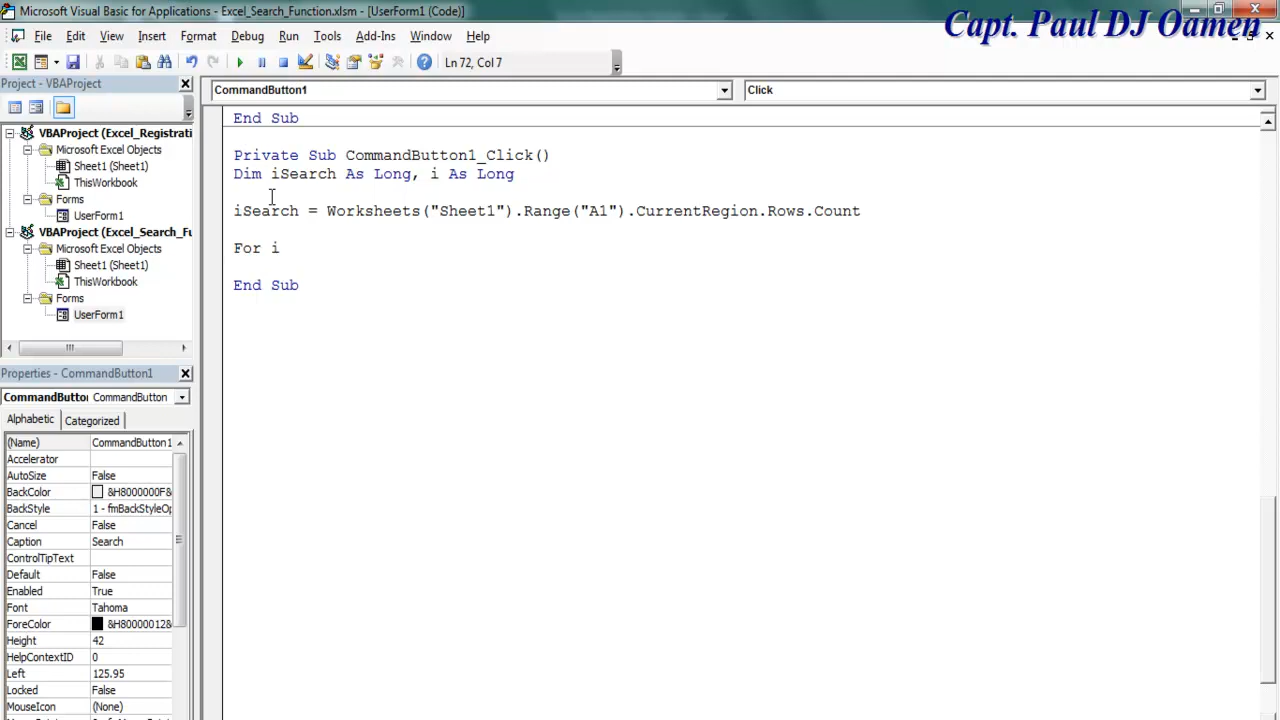 Microsoft Visual Basic for Applications - Excel_Search_Function.xlsm - [UserForm1 (Code)]
Capt. Paul DJ Oamen
File Edit View Insert Format Debug Run Tools Add-Ins Window Help
Ln 72, Col 7
Project - VBAProject
CommandButton1 Click
VBAProject (Excel_Registrati
Microsoft Excel Objects
Sheet1 (Sheet1)
ThisWorkbook
Forms
UserForm1
VBAProject (Excel_Search_Fu
Microsoft Excel Objects
Sheet1 (Sheet1)
ThisWorkbook
Forms
UserForm1
End Sub
Private Sub CommandButton1_Click()
Dim iSearch As Long, i As Long
iSearch = Worksheets("Sheet1").Range("A1").CurrentRegion.Rows.Count
For i
End Sub
Properties - CommandButton1
CommandButto CommandButton
Alphabetic Categorized
(Name) CommandButton1
Accelerator
AutoSize False
BackColor &H8000000F&
BackStyle 1 - fmBackStyleOp
Cancel False
Caption Search
ControlTipText
Default False
Enabled True
Font Tahoma
ForeColor &H80000012&
Height 42
HelpContextID 0
Left 125.95
Locked False
MouseIcon (None)